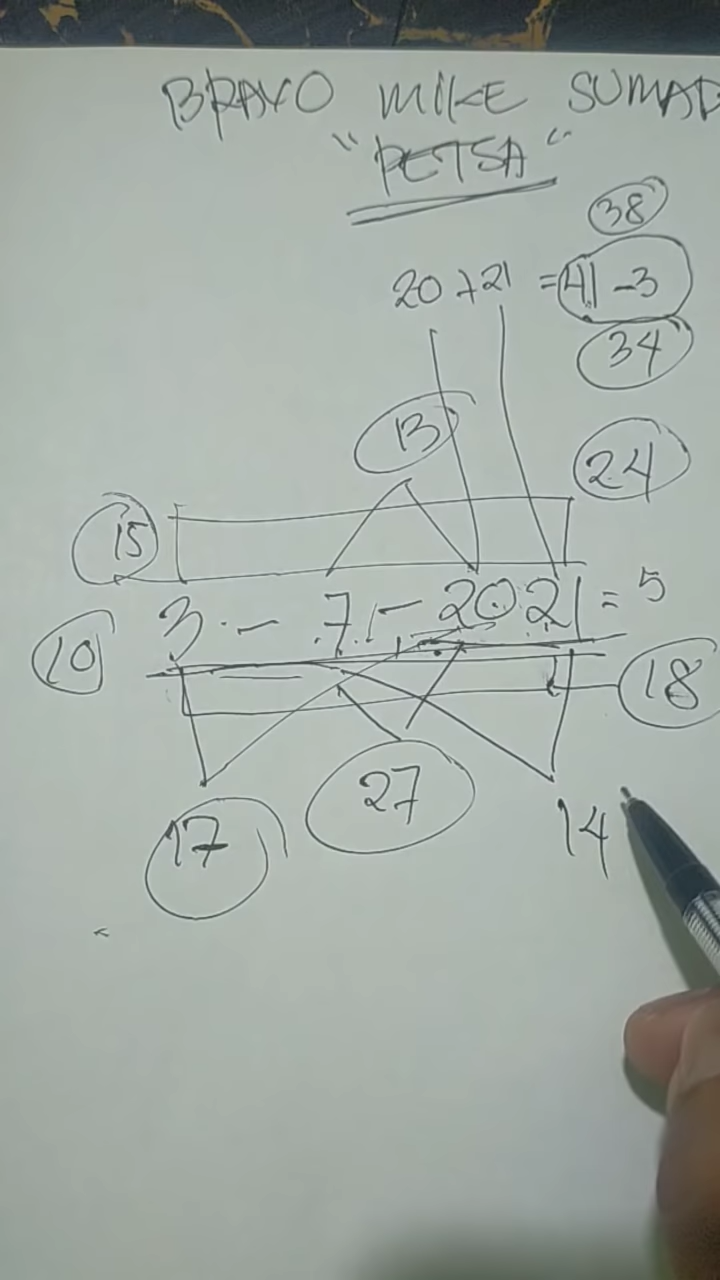 BRAVO MIKE SUMAD
"PETSA"
38
20 + 21 = 41 - 3
34
13
24
15
3 - 7 - 2021 = 5
10
18
27
17
14